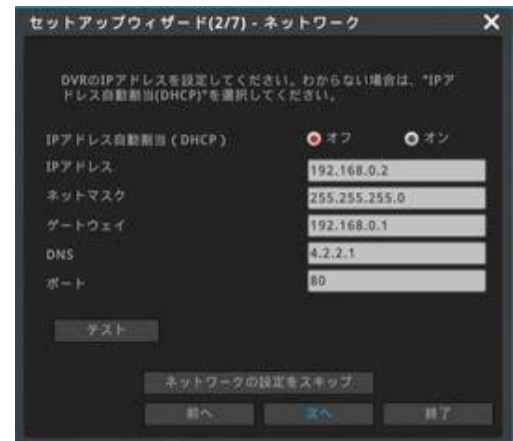 セットアップウィザード(2/7) - ネットワーク
DVRのIPアドレスを設定してください。わからない場合は、"IPア
ドレス自動割当(DHCP)"を選択してください。
IPアドレス自動割当 ( DHCP ) オフ オン
IPアドレス 192.168.0.2
ネットマスク 255.255.255.0
ゲートウェイ 192.168.0.1
DNS 4.2.2.1
ポート 80
テスト
ネットワークの設定をスキップ
前へ 次へ 終了